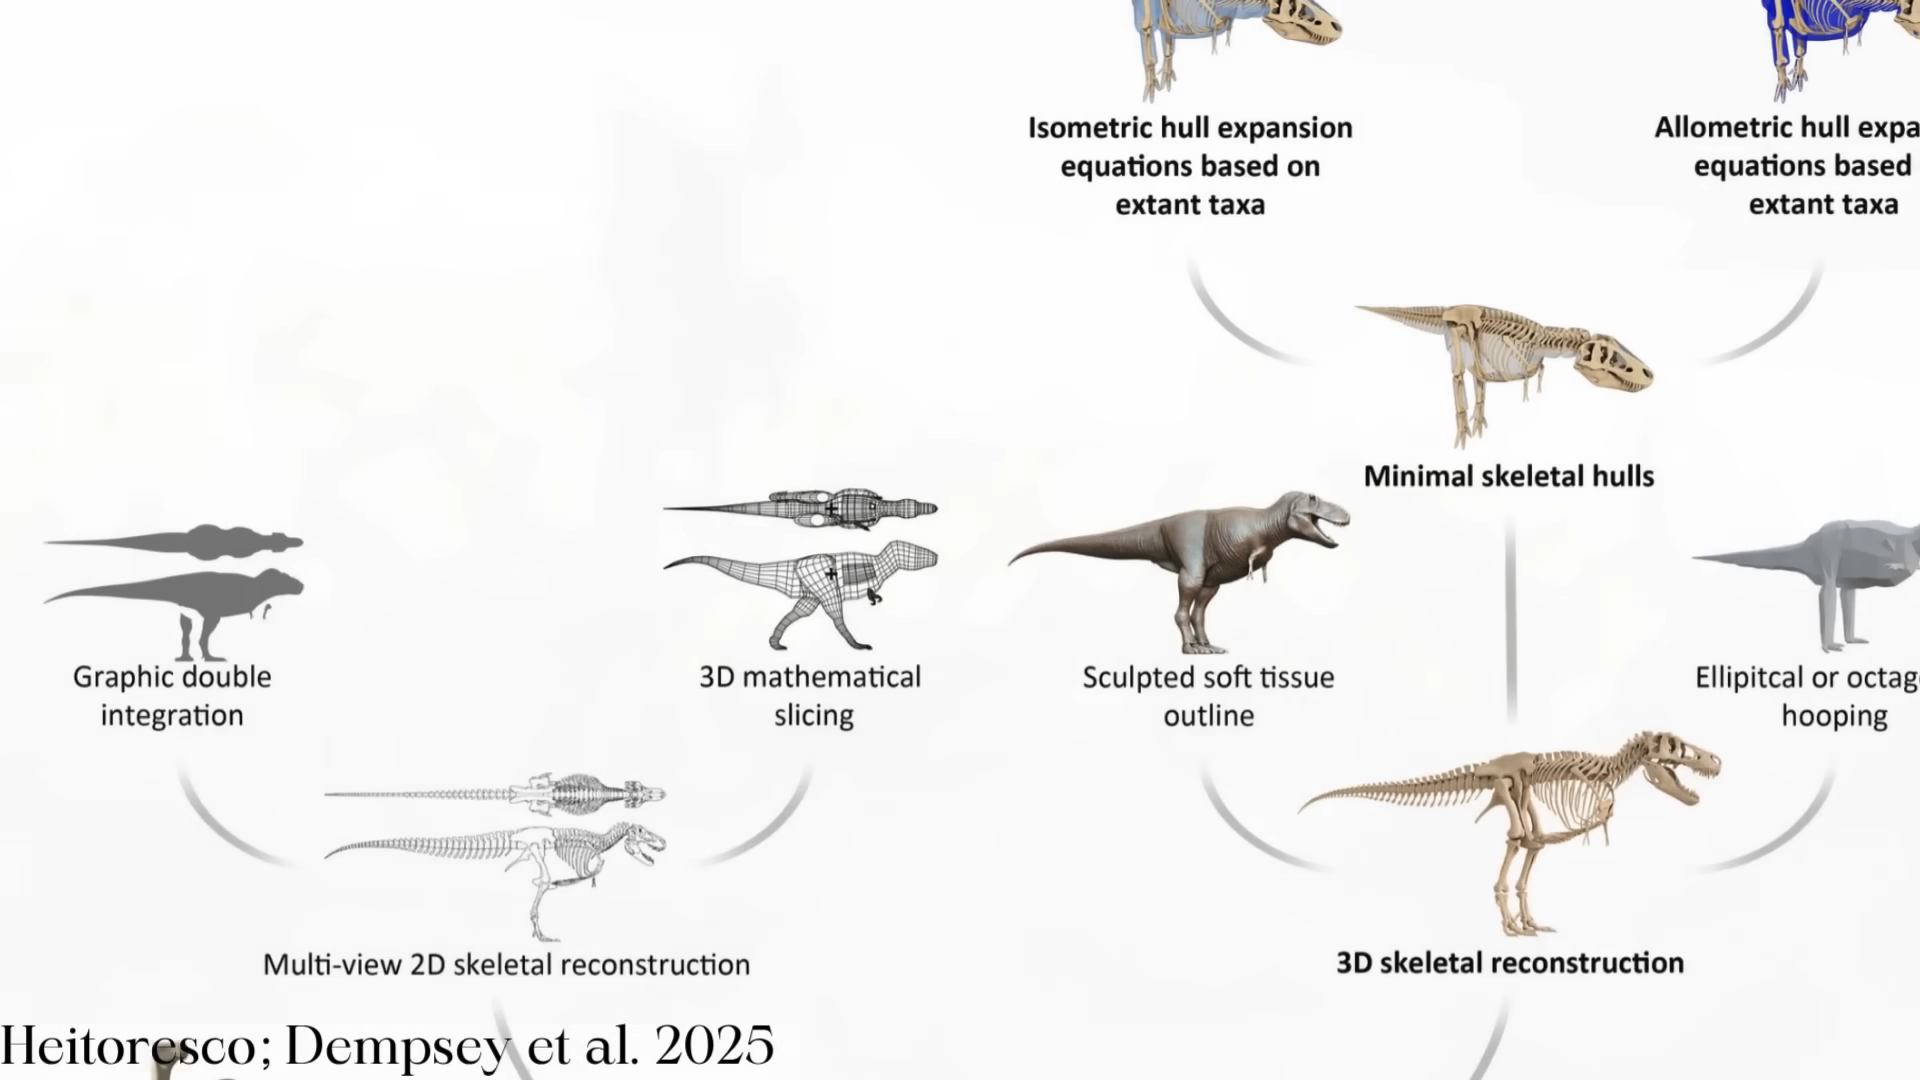 Isometric hull expansion
equations based on
extant taxa
Allometric hull expa
equations based
extant taxa
Minimal skeletal hulls
Graphic double
integration
3D mathematical
slicing
Sculpted soft tissue
outline
Ellipitcal or octag
hooping
Multi-view 2D skeletal reconstruction
3D skeletal reconstruction
Heitoresco; Dempsey et al. 2025